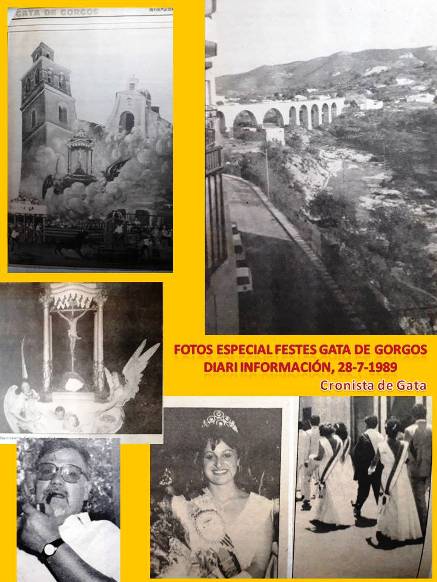 GATA DE GORGOS
FOTOS ESPECIAL FESTES GATA DE GORGOS
DIARI INFORMACIÓN, 28-7-1989
Cronista de Gata